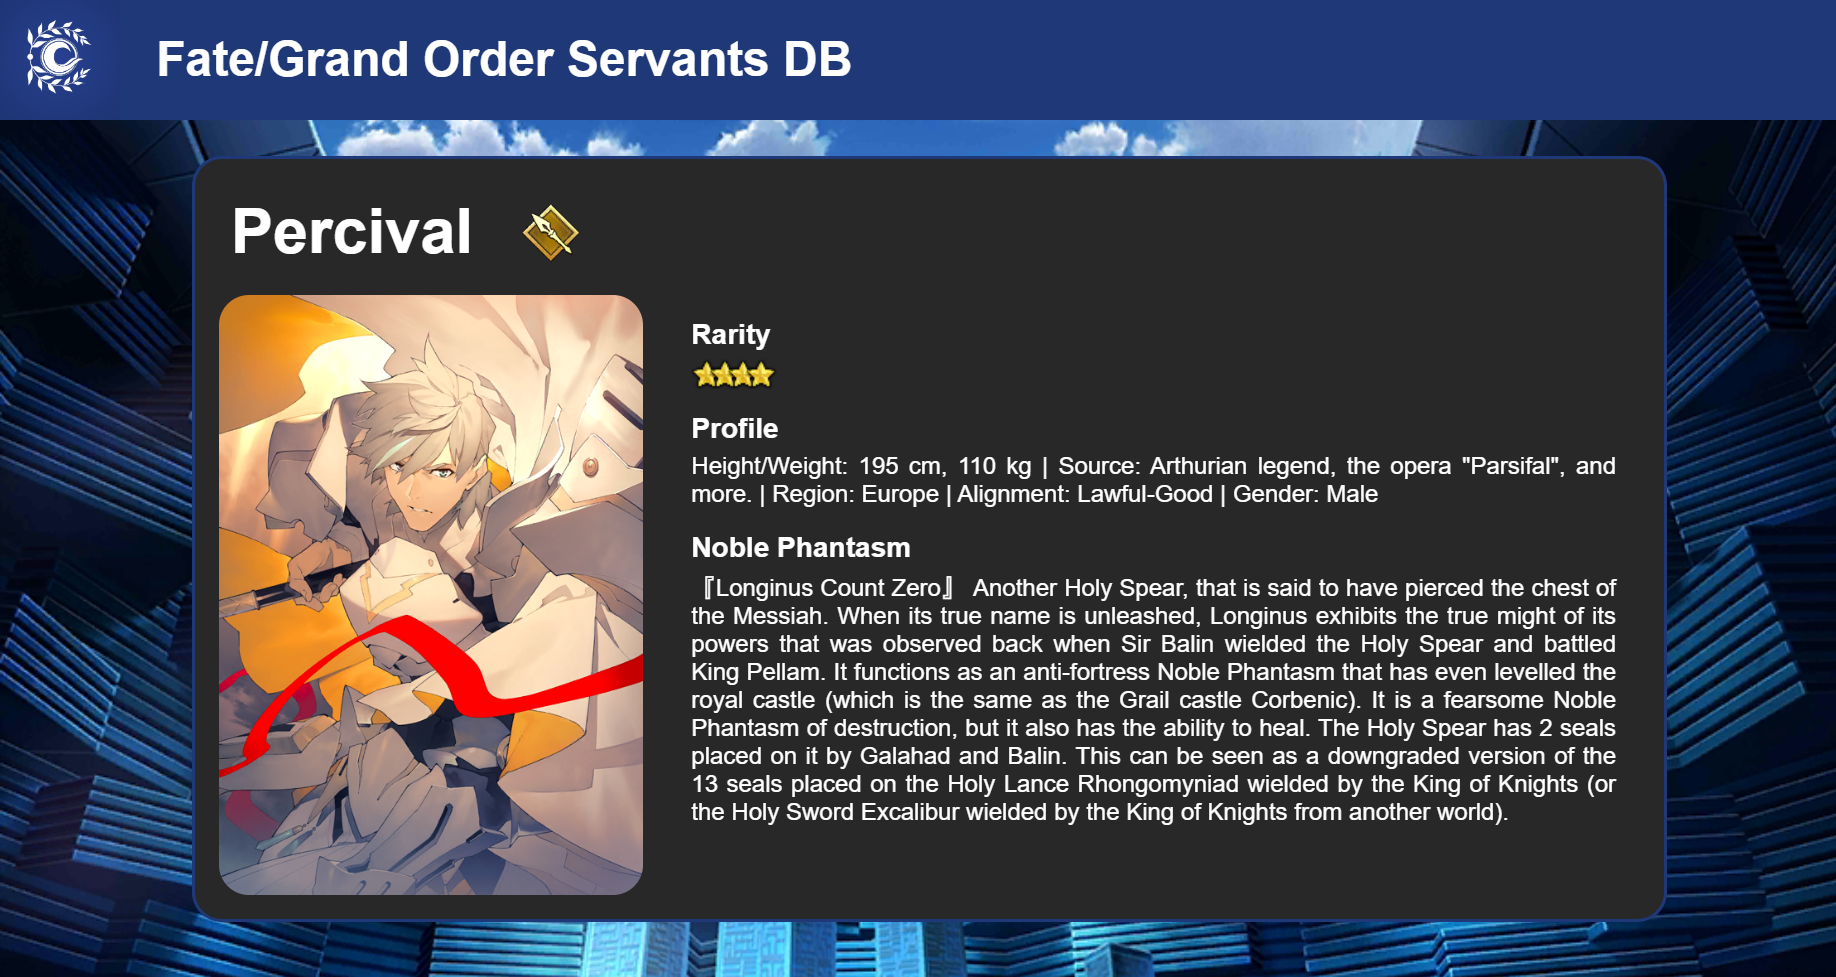 Fate/Grand Order Servants DB
Percival
Rarity
Profile
Height/Weight: 195 cm, 110 kg | Source: Arthurian legend, the opera "Parsifal", and
more. | Region: Europe | Alignment: Lawful-Good | Gender: Male
Noble Phantasm
『Longinus Count Zero』 Another Holy Spear, that is said to have pierced the chest of
the Messiah. When its true name is unleashed, Longinus exhibits the true might of its
powers that was observed back when Sir Balin wielded the Holy Spear and battled
King Pellam. It functions as an anti-fortress Noble Phantasm that has even levelled the
royal castle (which is the same as the Grail castle Corbenic). It is a fearsome Noble
Phantasm of destruction, but it also has the ability to heal. The Holy Spear has 2 seals
placed on it by Galahad and Balin. This can be seen as a downgraded version of the
13 seals placed on the Holy Lance Rhongomyniad wielded by the King of Knights (or
the Holy Sword Excalibur wielded by the King of Knights from another world).